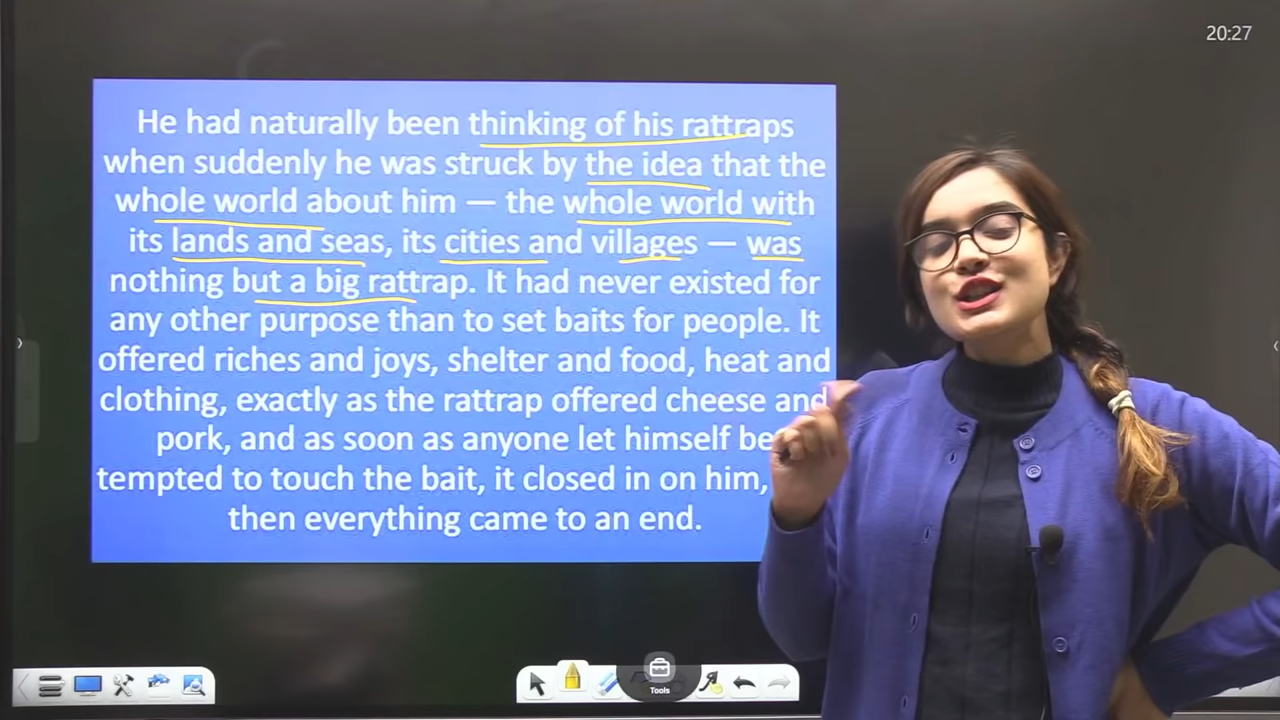 20:27
He had naturally been thinking of his rattraps
when suddenly he was struck by the idea that the
whole world about him — the whole world with
its lands and seas, its cities and villages — was
nothing but a big rattrap. It had never existed for
any other purpose than to set baits for people. It
offered riches and joys, shelter and food, heat and
clothing, exactly as the rattrap offered cheese and
pork, and as soon as anyone let himself be
tempted to touch the bait, it closed in on him,
then everything came to an end.
Tools